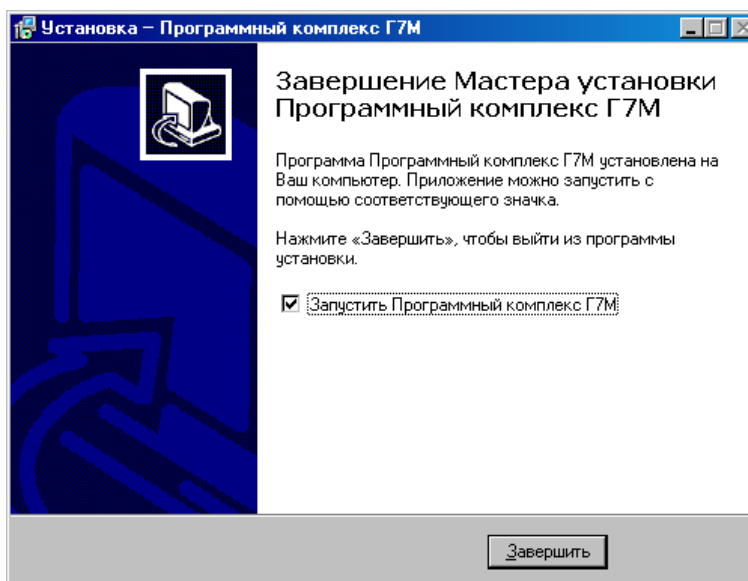 Установка – Программный комплекс Г7М
Завершение Мастера установки
Программный комплекс Г7М
Программа Программный комплекс Г7М установлена на
Ваш компьютер. Приложение можно запустить с
помощью соответствующего значка.
Нажмите «Завершить», чтобы выйти из программы
установки.
Запустить Программный комплекс Г7М
Завершить